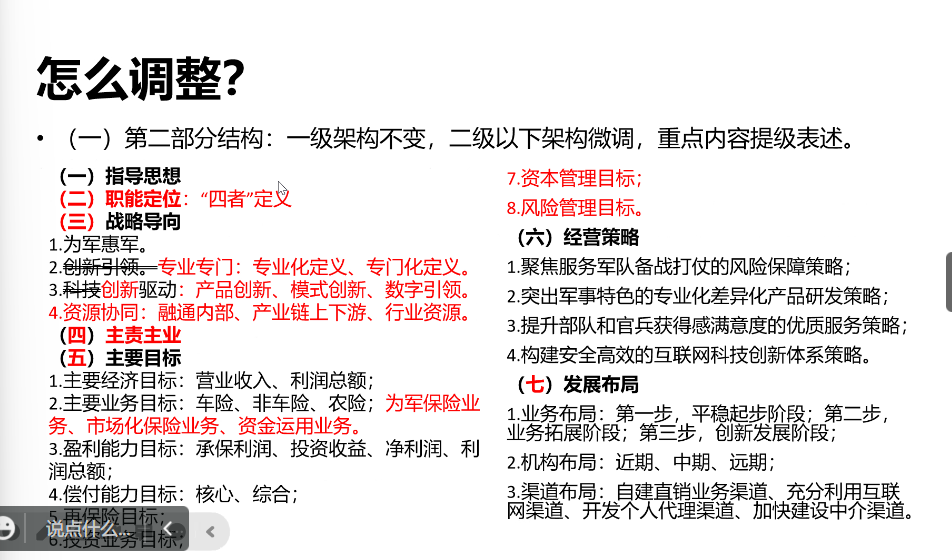 怎么调整？
• （一）第二部分结构：一级架构不变，二级以下架构微调，重点内容提级表述。
（一）指导思想
（二）职能定位：“四者”定义
（三）战略导向
1.为军惠军。
2.创新引领。专业专门：专业化定义、专门化定义。
3.科技创新驱动：产品创新、模式创新、数字引领。
4.资源协同：融通内部、产业链上下游、行业资源。
（四）主责主业
（五）主要目标
1.主要经济目标：营业收入、利润总额；
2.主要业务目标：车险、非车险、农险；为军保险业
务、市场化保险业务、资金运用业务。
3.盈利能力目标：承保利润、投资收益、净利润、利
润总额；
4.偿付能力目标：核心、综合；
5.再保险目标；
6.投资业务目标；
说点什么...
7.资本管理目标；
8.风险管理目标。
（六）经营策略
1.聚焦服务军队备战打仗的风险保障策略；
2.突出军事特色的专业化差异化产品研发策略；
3.提升部队和官兵获得感满意度的优质服务策略；
4.构建安全高效的互联网科技创新体系策略。
（七）发展布局
1.业务布局：第一步，平稳起步阶段；第二步，
业务拓展阶段；第三步，创新发展阶段；
2.机构布局：近期、中期、远期；
3.渠道布局：自建直销业务渠道、充分利用互联
网渠道、开发个人代理渠道、加快建设中介渠道。